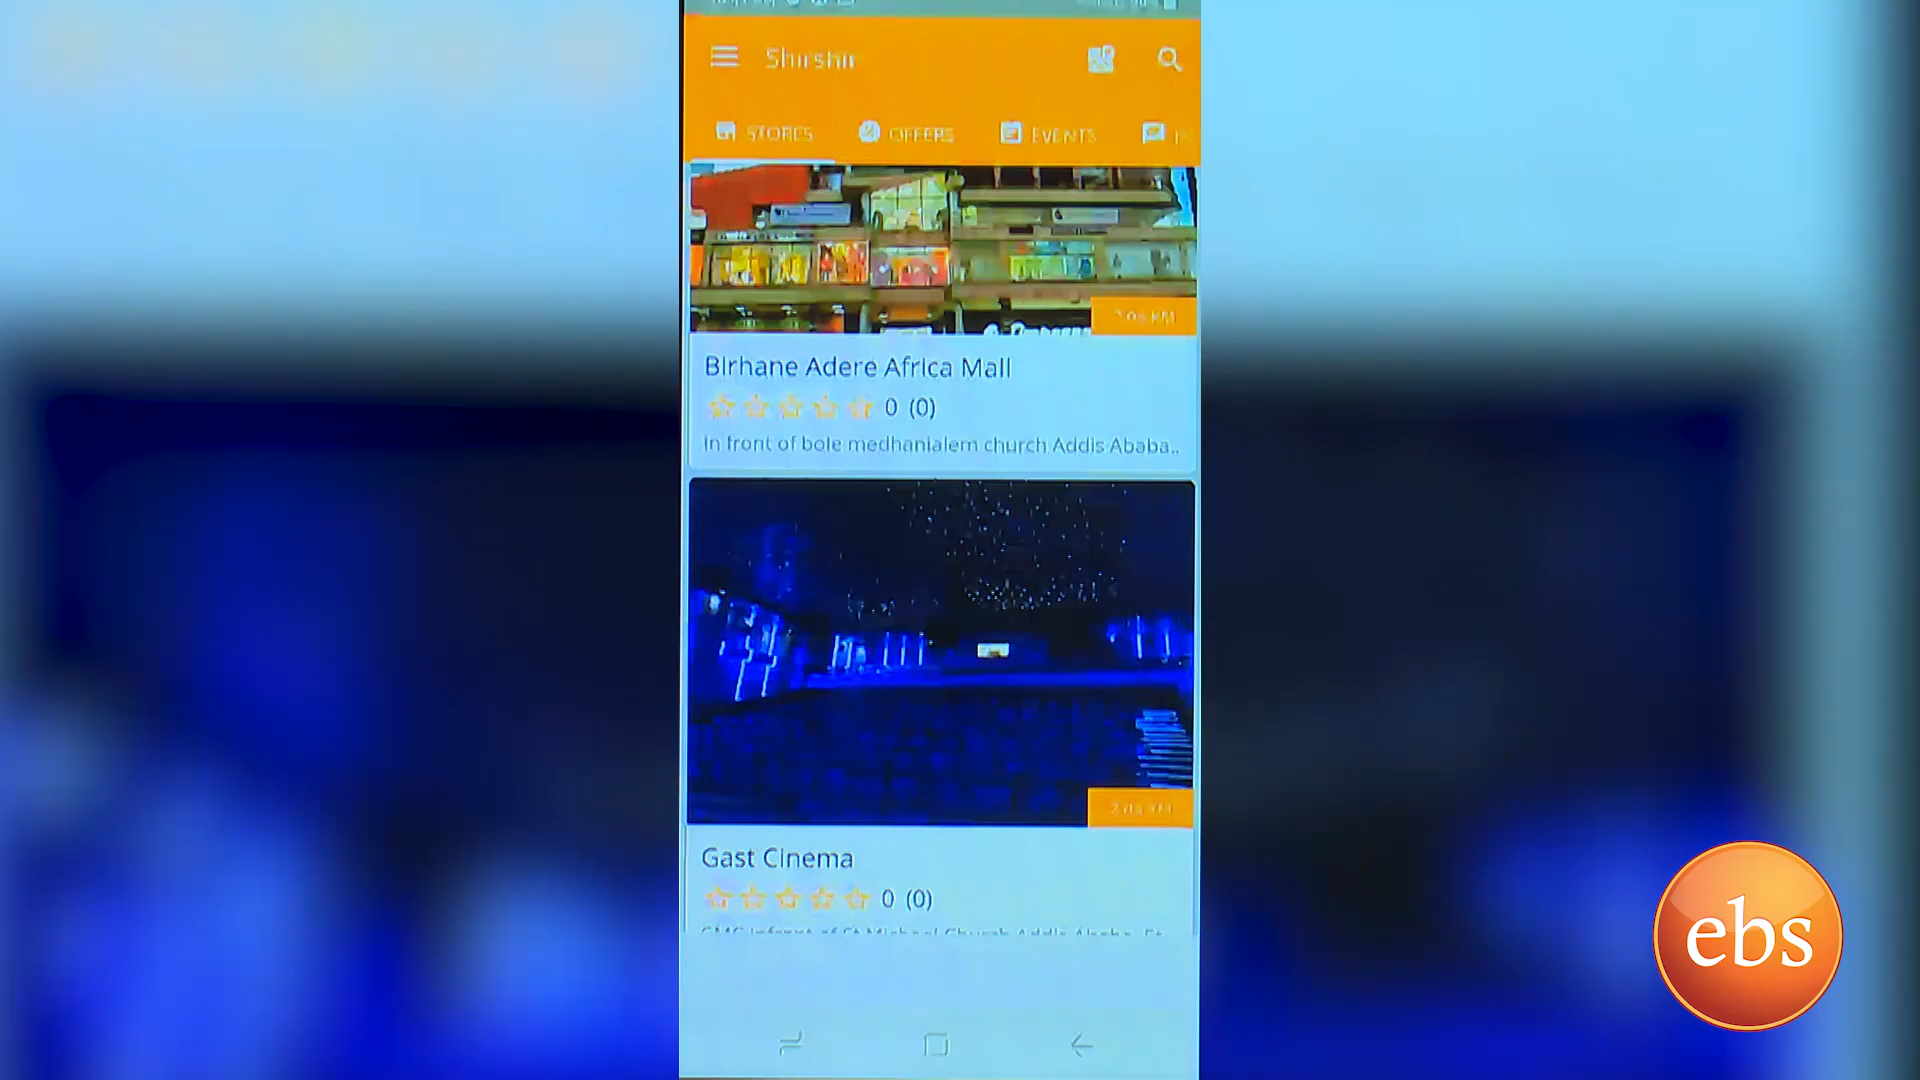 Shirshir
STORES
OFFERS
EVENTS
Birhane Adere Africa Mall
0 (0)
In front of bole medhanialem church Addis Ababa..
Gast Cinema
0 (0)
ebs